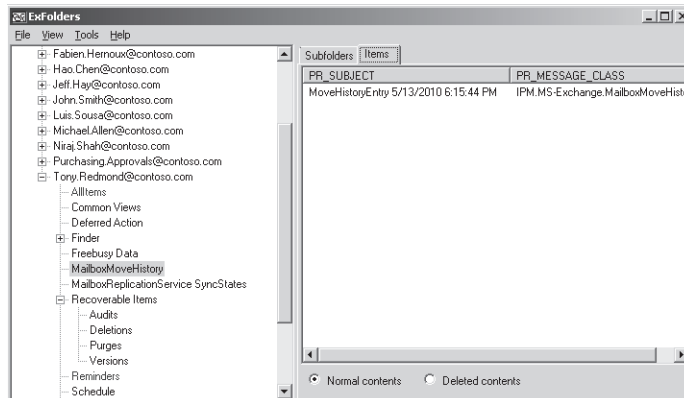 ExFolders
File View Tools Help
Fabien.Hernoux@contoso.com
Hao.Chen@contoso.com
Jeff.Hay@contoso.com
John.Smith@contoso.com
Luis.Sousa@contoso.com
Michael.Allen@contoso.com
Niraj.Shah@contoso.com
Purchasing.Approvals@contoso.com
Tony.Redmond@contoso.com
AllItems
Common Views
Deferred Action
Finder
Freebusy Data
MailboxMoveHistory
MailboxReplicationService SyncStates
Recoverable Items
Audits
Deletions
Purges
Versions
Reminders
Schedule
Subfolders Items
PR_SUBJECT PR_MESSAGE_CLASS
MoveHistoryEntry 5/13/2010 6:15:44 PM IPM.MS-Exchange.MailboxMoveHist
Normal contents Deleted contents